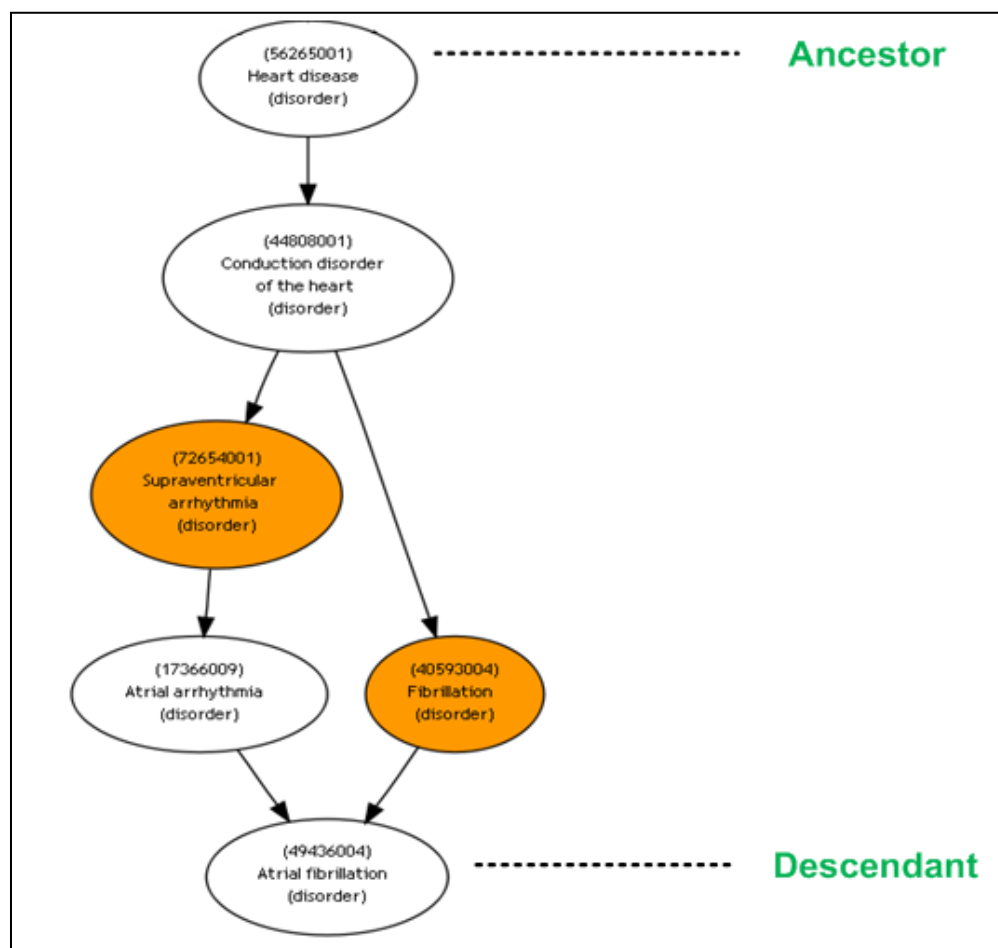 (56265001)
Heart disease
(disorder)
Ancestor
(44808001)
Conduction disorder
of the heart
(disorder)
(72654001)
Supraventricular
arrhythmia
(disorder)
(17366009)
Atrial arrhythmia
(disorder)
(40593004)
Fibrillation
(disorder)
(49436004)
Atrial fibrillation
(disorder)
Descendant